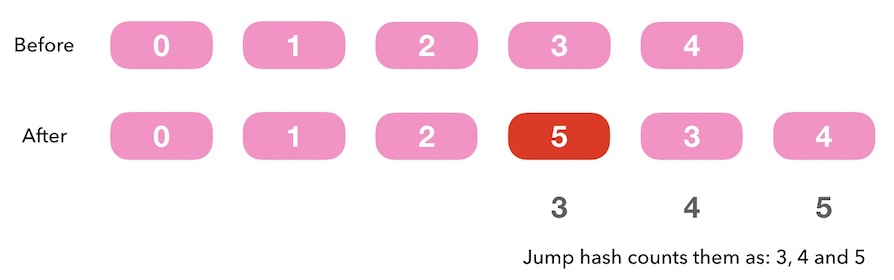 Before 0 1 2 3 4
After 0 1 2 5 3 4
3 4 5
Jump hash counts them as: 3, 4 and 5